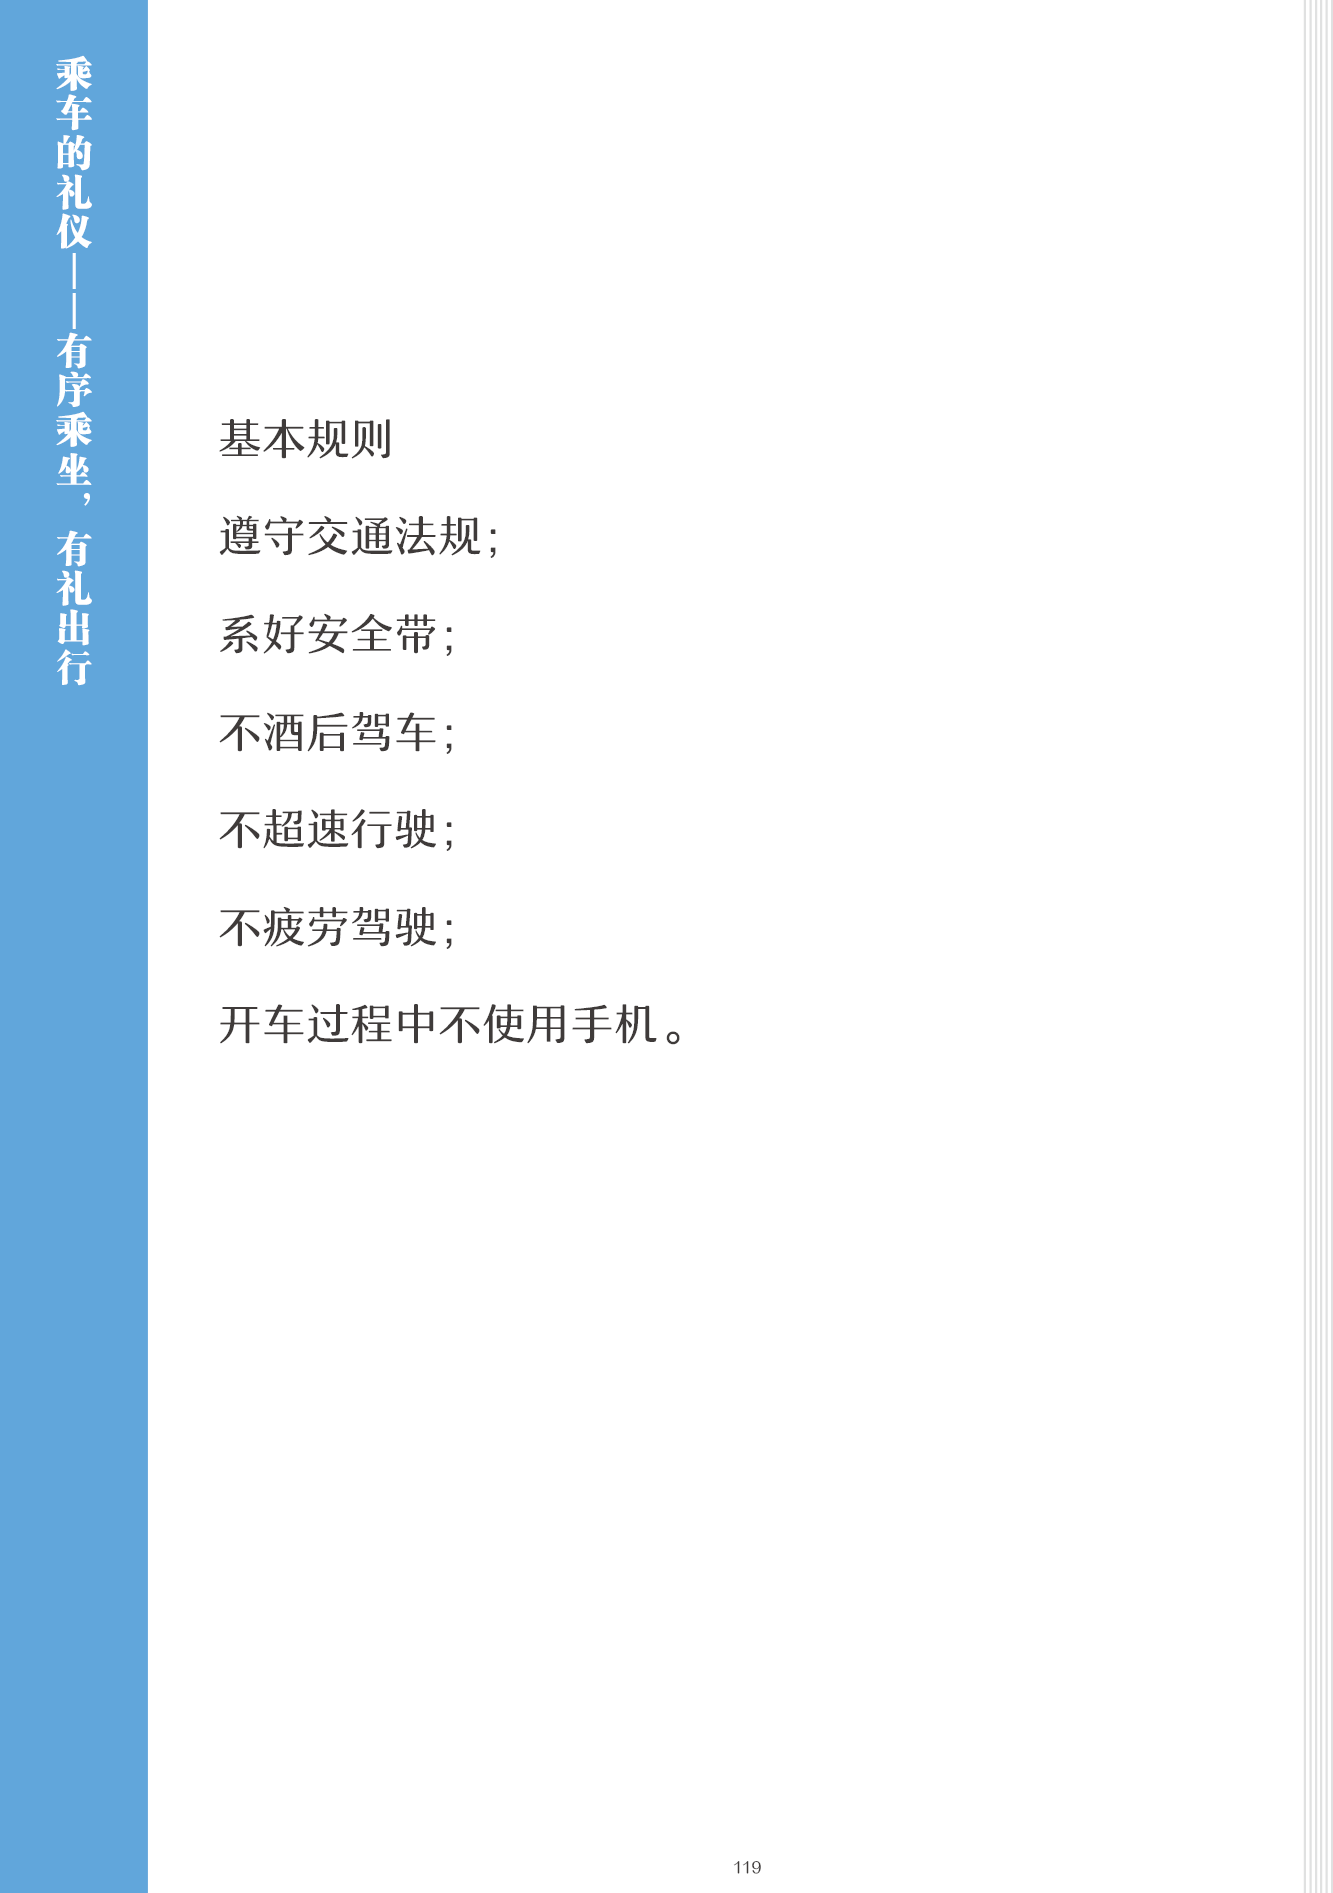 乘车的礼仪——有序乘坐，有礼出行
基本规则
遵守交通法规；
系好安全带；
不酒后驾车；
不超速行驶；
不疲劳驾驶；
开车过程中不使用手机。
119